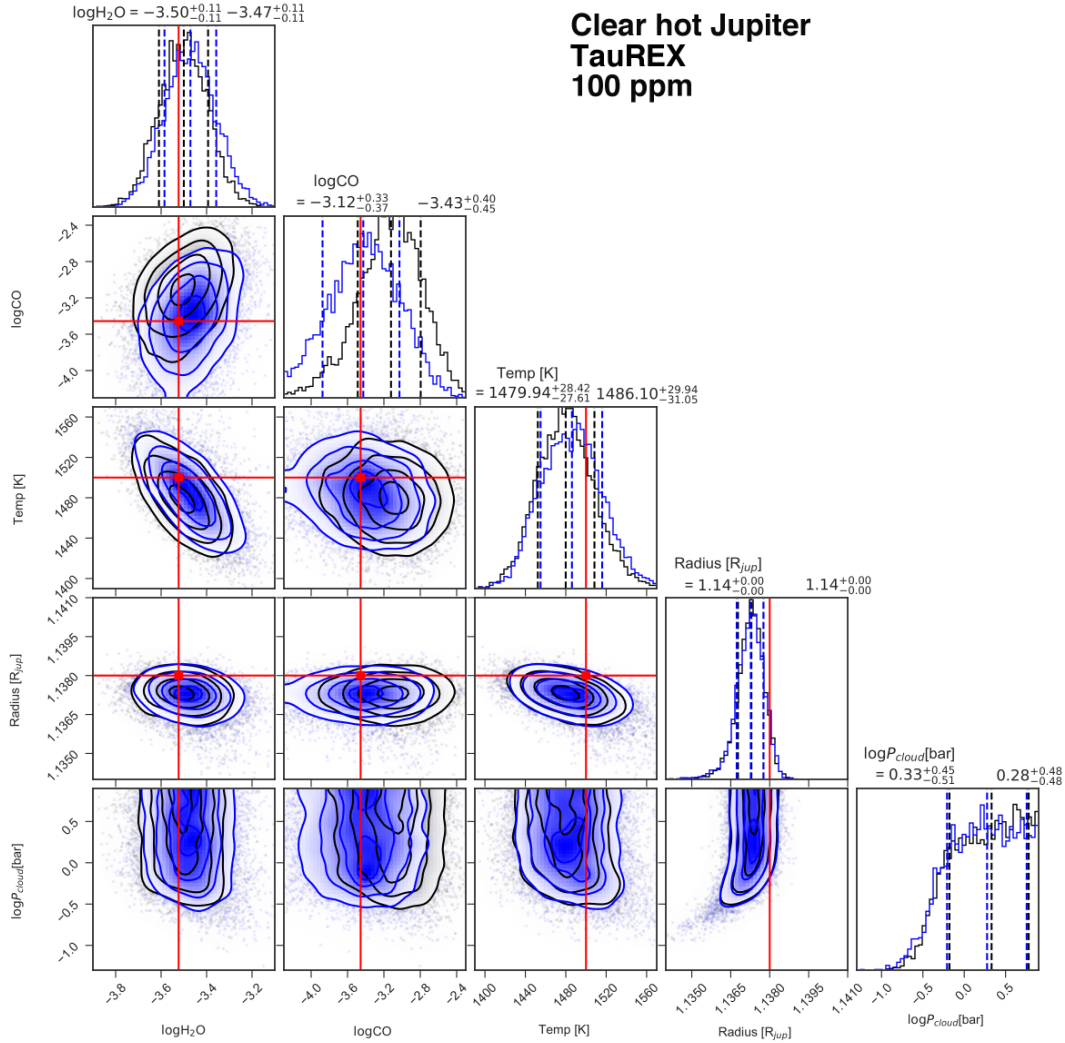 logH₂O = −3.50+0.11−0.11 −3.47+0.11−0.11
Clear hot Jupiter
TauREX
100 ppm
logCO
= −3.12+0.33−0.37 −3.43+0.40−0.45
−2.4
−2.8
−3.2
−3.6
−4.0
logCO
Temp [K]
= 1479.94+28.42−27.61 1486.10+29.94−31.05
1560
1520
1480
1440
1400
Temp [K]
Radius [Rjup]
= 1.14+0.00−0.00 1.14+0.00−0.00
1.1410
1.1395
1.1380
1.1365
1.1350
Radius [Rjup]
logPcloud[bar]
= 0.33+0.45−0.51 0.28+0.48−0.48
0.5
0.0
−0.5
−1.0
logPcloud[bar]
−3.8 −3.6 −3.4 −3.2 −4.0 −3.6 −3.2 −2.8 −2.4 1400 1440 1480 1520 1560 1.1350 1.1365 1.1380 1.1395 1.1410 −1.0 −0.5 0.0 0.5
logH₂O logCO Temp [K] Radius [Rjup] logPcloud[bar]